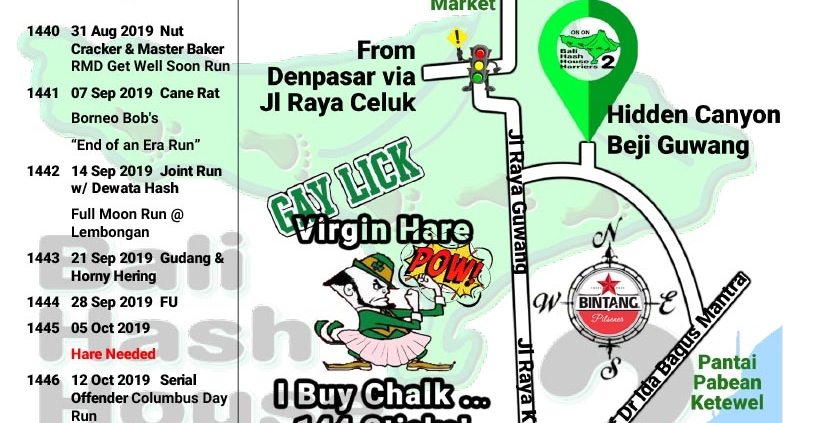 1440 31 Aug 2019 Nut
Cracker & Master Baker
RMD Get Well Soon Run
1441 07 Sep 2019 Cane Rat
Borneo Bob's
“End of an Era Run”
1442 14 Sep 2019 Joint Run
w/ Dewata Hash
Full Moon Run @
Lembongan
1443 21 Sep 2019 Gudang &
Horny Hering
1444 28 Sep 2019 FU
1445 05 Oct 2019
Hare Needed
1446 12 Oct 2019 Serial
Offender Columbus Day
Run
Bali
Hash
House
2
Market
From
Denpasar via
Jl Raya Celuk
GAY LICK
Virgin Hare
POW!
I Buy Chalk ...
144 Sticks!
Jl Raya Guwang
Jl Raya K
ON ON
Bali
Hash
House
Harriers 2
Hidden Canyon
Beji Guwang
N
W
E
S
BINTANG
Pilsener
Dr Ida Bagus Mantra
Pantai
Pabean
Ketewel